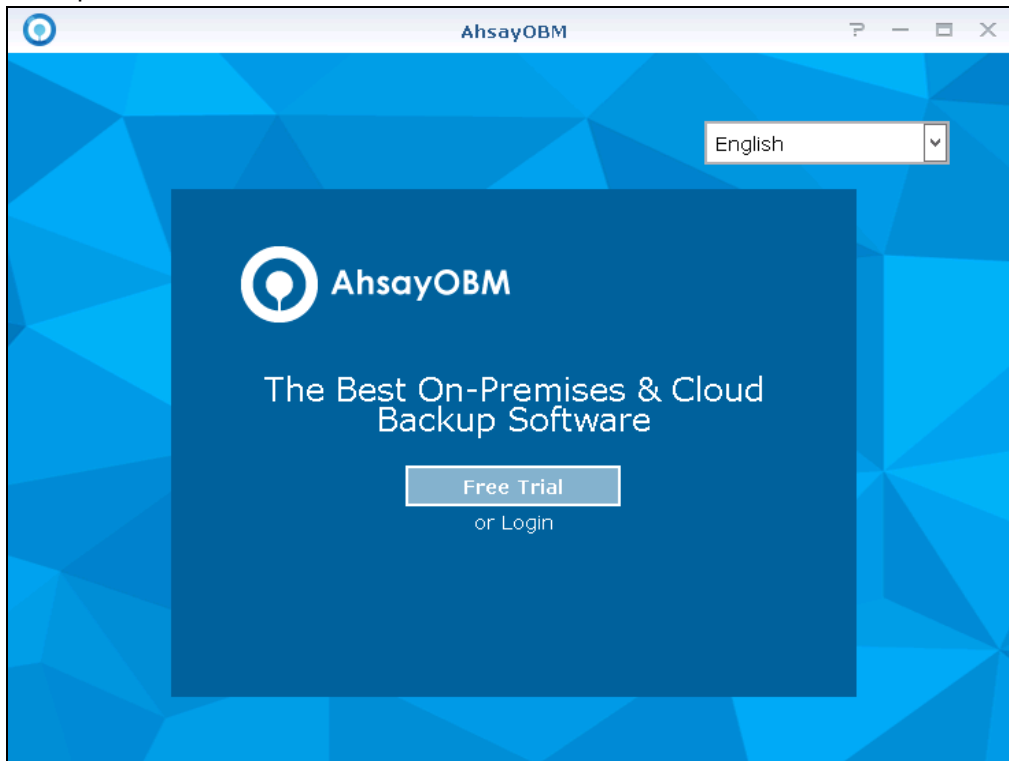 AhsayOBM
English
AhsayOBM
The Best On-Premises & Cloud
Backup Software
Free Trial
or Login